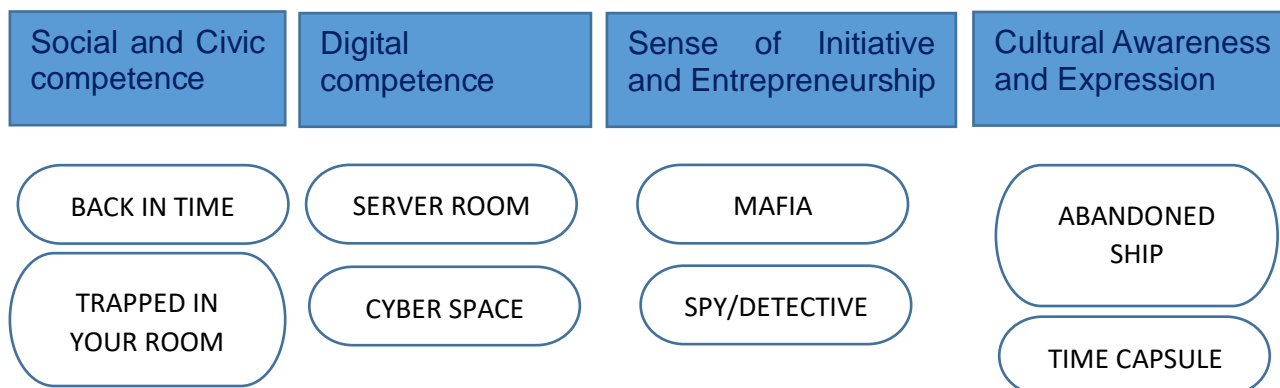 Social and Civic
competence
Digital
competence
Sense of Initiative
and Entrepreneurship
Cultural Awareness
and Expression
BACK IN TIME
SERVER ROOM
MAFIA
ABANDONED
SHIP
TRAPPED IN
YOUR ROOM
CYBER SPACE
SPY/DETECTIVE
TIME CAPSULE